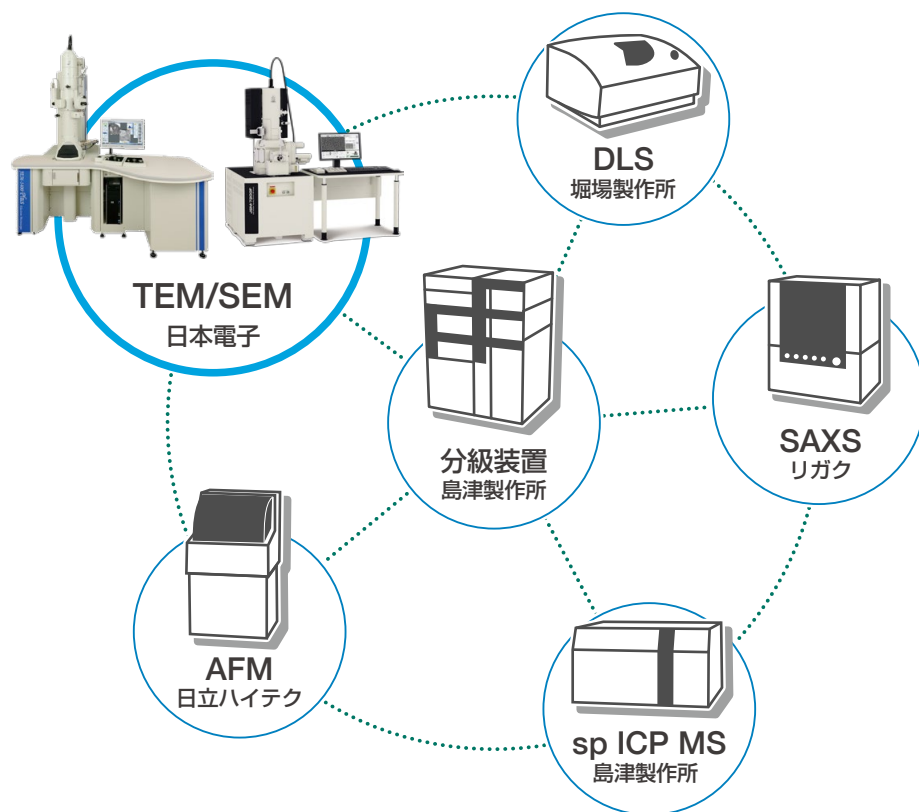 DLS
堀場製作所
TEM/SEM
日本電子
分級装置
島津製作所
SAXS
リガク
AFM
日立ハイテク
sp ICP MS
島津製作所